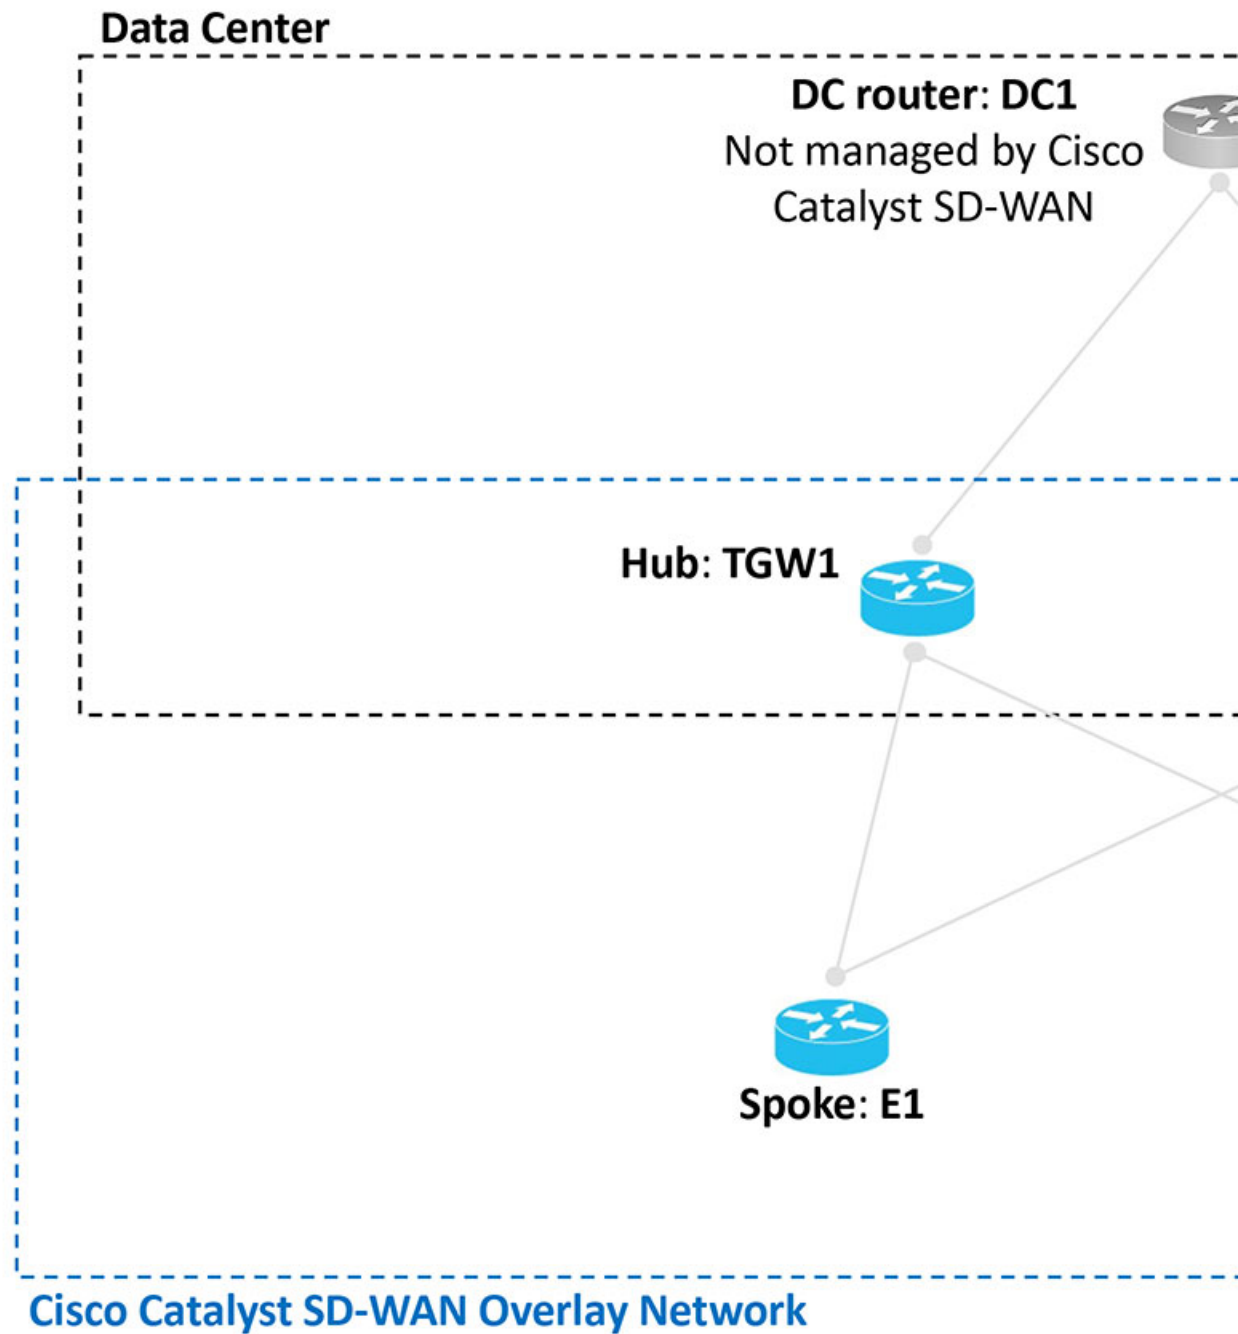 Data Center
DC router: DC1
Not managed by Cisco
Catalyst SD-WAN
Hub: TGW1
Spoke: E1
Cisco Catalyst SD-WAN Overlay Network